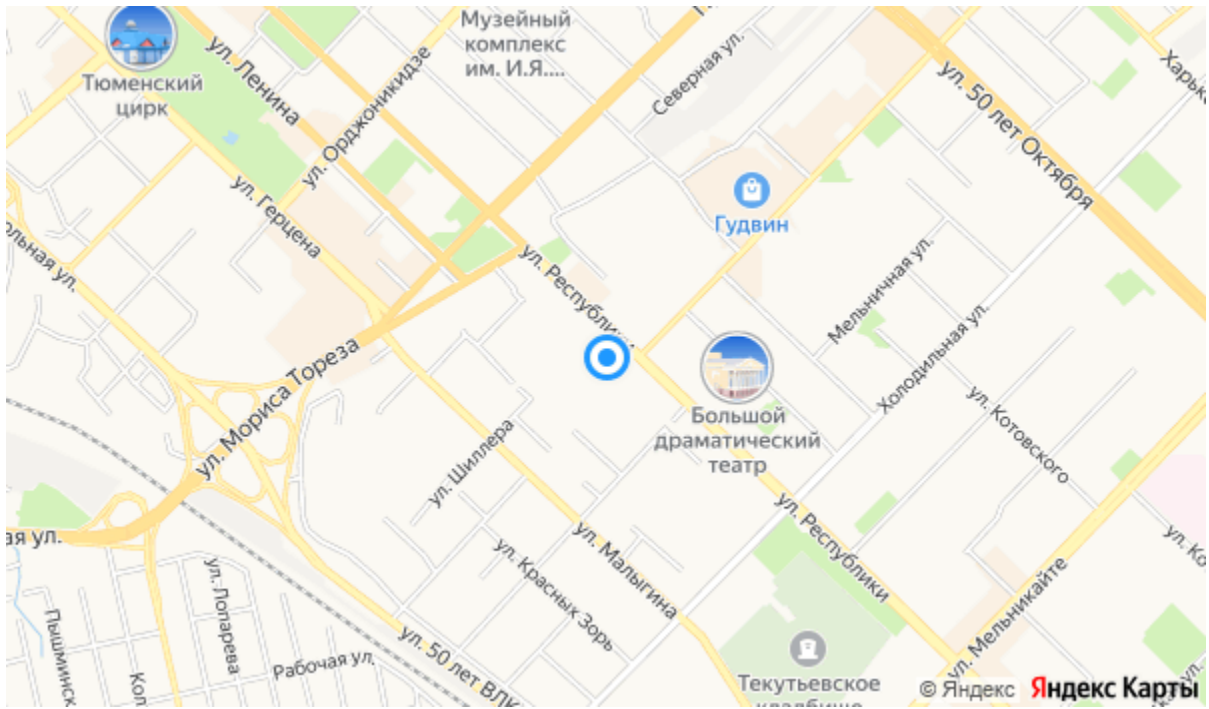 Тюменский
цирк
ул. Ленина
ул. Орджоникидзе
Музейный
комплекс
им. И.Я....
Северная ул.
ул. 50 лет Октября
ул. Герцена
Гудвин
ул. Республики
Мельничная ул.
ул. Мориса Тореза
Холодильная ул.
Большой
драматический
театр
ул. Котовского
ул. Шиллера
ул. Республики
ул. Малыгина
ул. Красных Зорь
ул. Мельникайте
ул. Лопарева
Рабочая ул.
ул. 50 лет ВЛК
Текутьевское
кладбище
© Яндекс Яндекс Карты